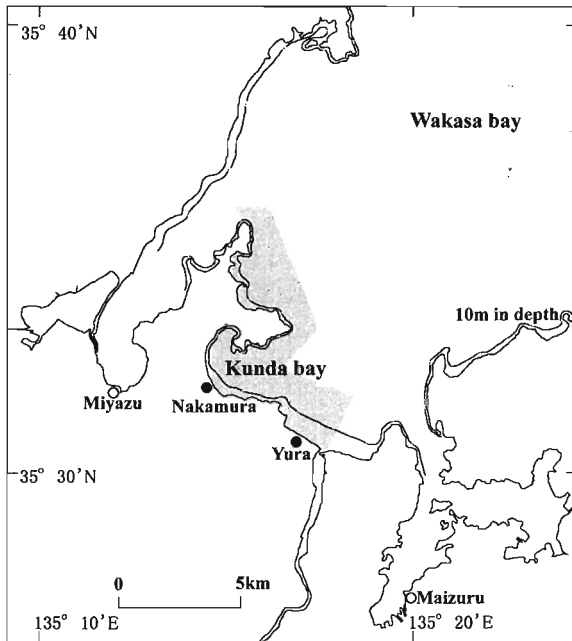 35° 40'N
Wakasa bay
10m in depth
Kunda bay
Miyazu
Nakamura
Yura
35° 30'N
0 5km
Maizuru
135° 10'E
135° 20'E